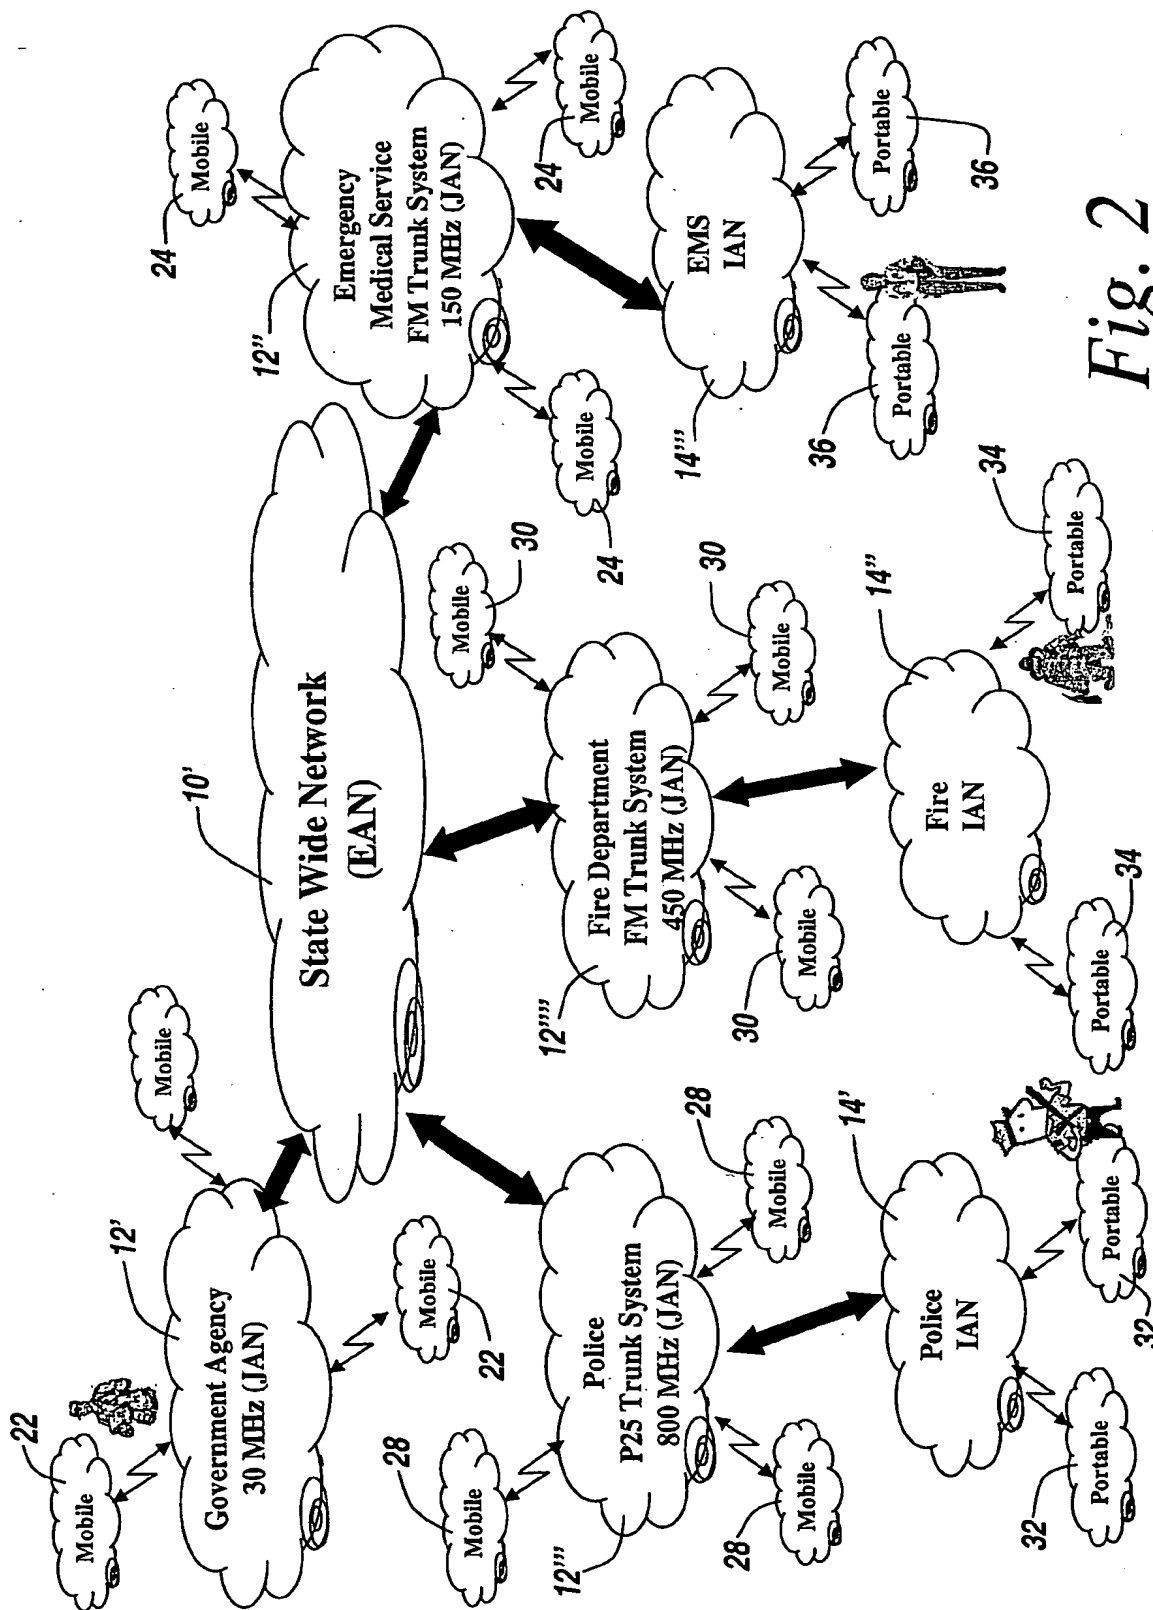 22
Mobile
12'
Government Agency
30 MHz (JAN)
Mobile
Mobile
22
10'
State Wide Network
(EAN)
24
Mobile
12''
Emergency
Medical Service
FM Trunk System
150 MHz (JAN)
Mobile
24
Mobile
24
28
Mobile
12'''
Police
P25 Trunk System
800 MHz (JAN)
28
Mobile
28
Mobile
Mobile
30
12''''
Fire Department
FM Trunk System
450 MHz (JAN)
30
Mobile
30
Mobile
14'
Police
IAN
32
Portable
32
Portable
14''
Fire
IAN
34
Portable
34
Portable
14'''
EMS
IAN
36
Portable
36
Portable
Fig. 2